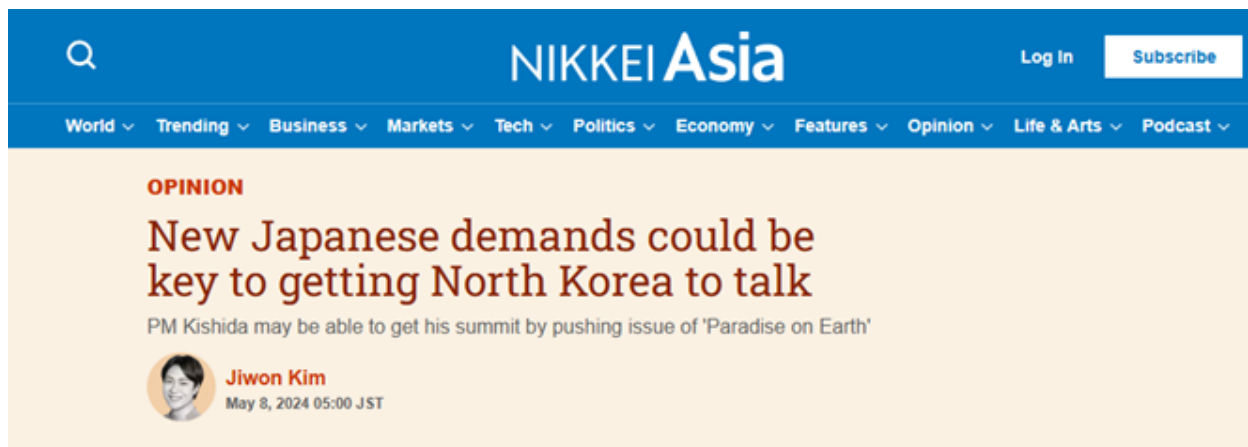 NIKKEI Asia
Log In
Subscribe
World
Trending
Business
Markets
Tech
Politics
Economy
Features
Opinion
Life & Arts
Podcast
OPINION
New Japanese demands could be
key to getting North Korea to talk
PM Kishida may be able to get his summit by pushing issue of 'Paradise on Earth'
Jiwon Kim
May 8, 2024 05:00 JST